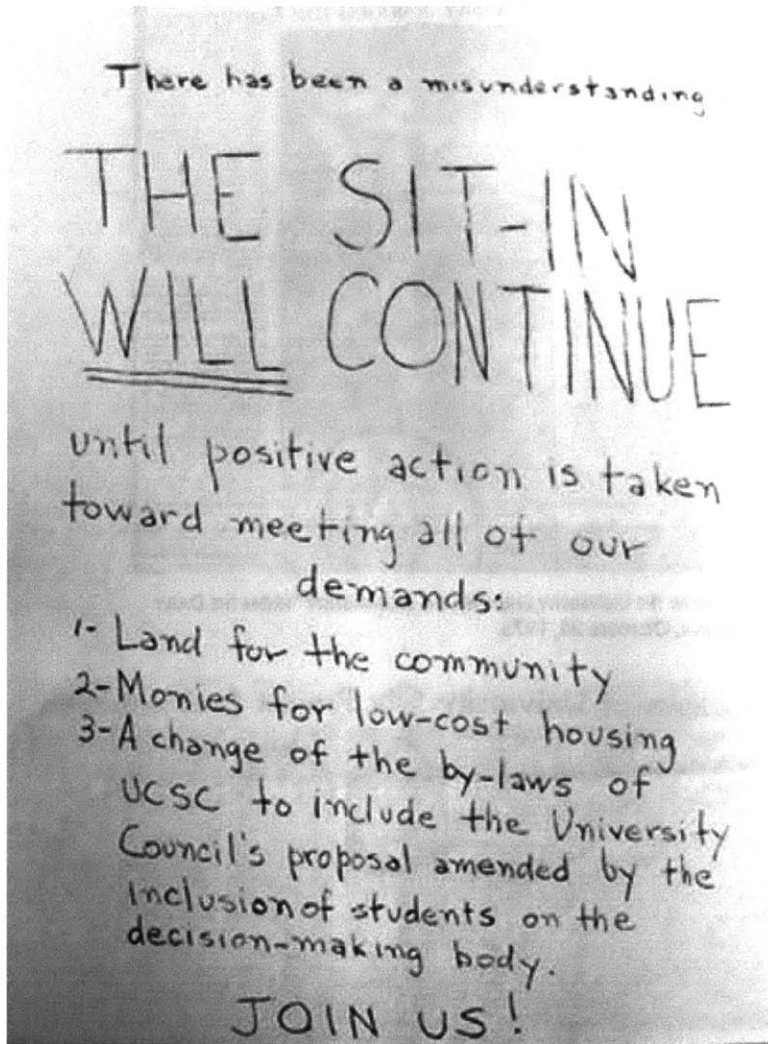 There has been a misunderstanding
THE SIT-IN
WILL CONTINUE
until positive action is taken
toward meeting all of our
demands:
1- Land for the community
2- Monies for low-cost housing
3- A change of the by-laws of
UCSC to include the University
Council's proposal amended by the
inclusion of students on the
decision-making body.
JOIN US!